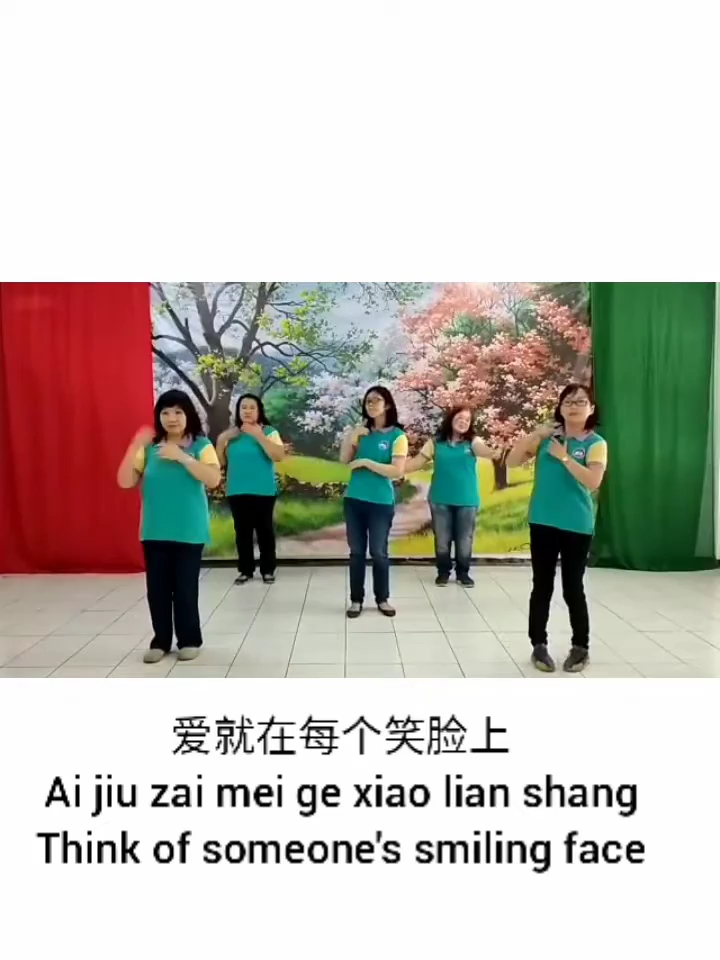 爱就在每个笑脸上
Ai jiu zai mei ge xiao lian shang
Think of someone's smiling face